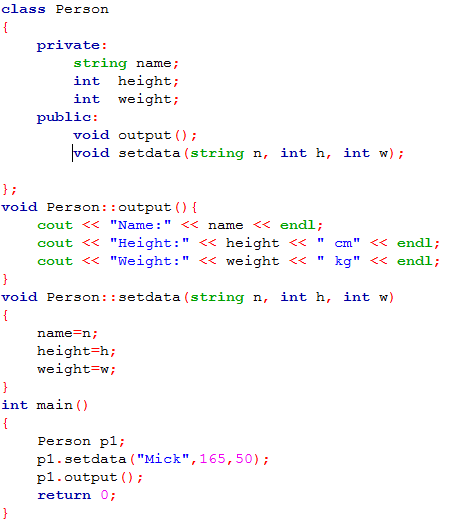 class Person
{
    private:
        string name;
        int  height;
        int  weight;
    public:
        void output();
        void setdata(string n, int h, int w);

};
void Person::output(){
    cout << "Name:" << name << endl;
    cout << "Height:" << height << " cm" << endl;
    cout << "Weight:" << weight << " kg" << endl;
}
void Person::setdata(string n, int h, int w)
{
    name=n;
    height=h;
    weight=w;
}
int main()
{
    Person p1;
    p1.setdata("Mick",165,50);
    p1.output();
    return 0;
}